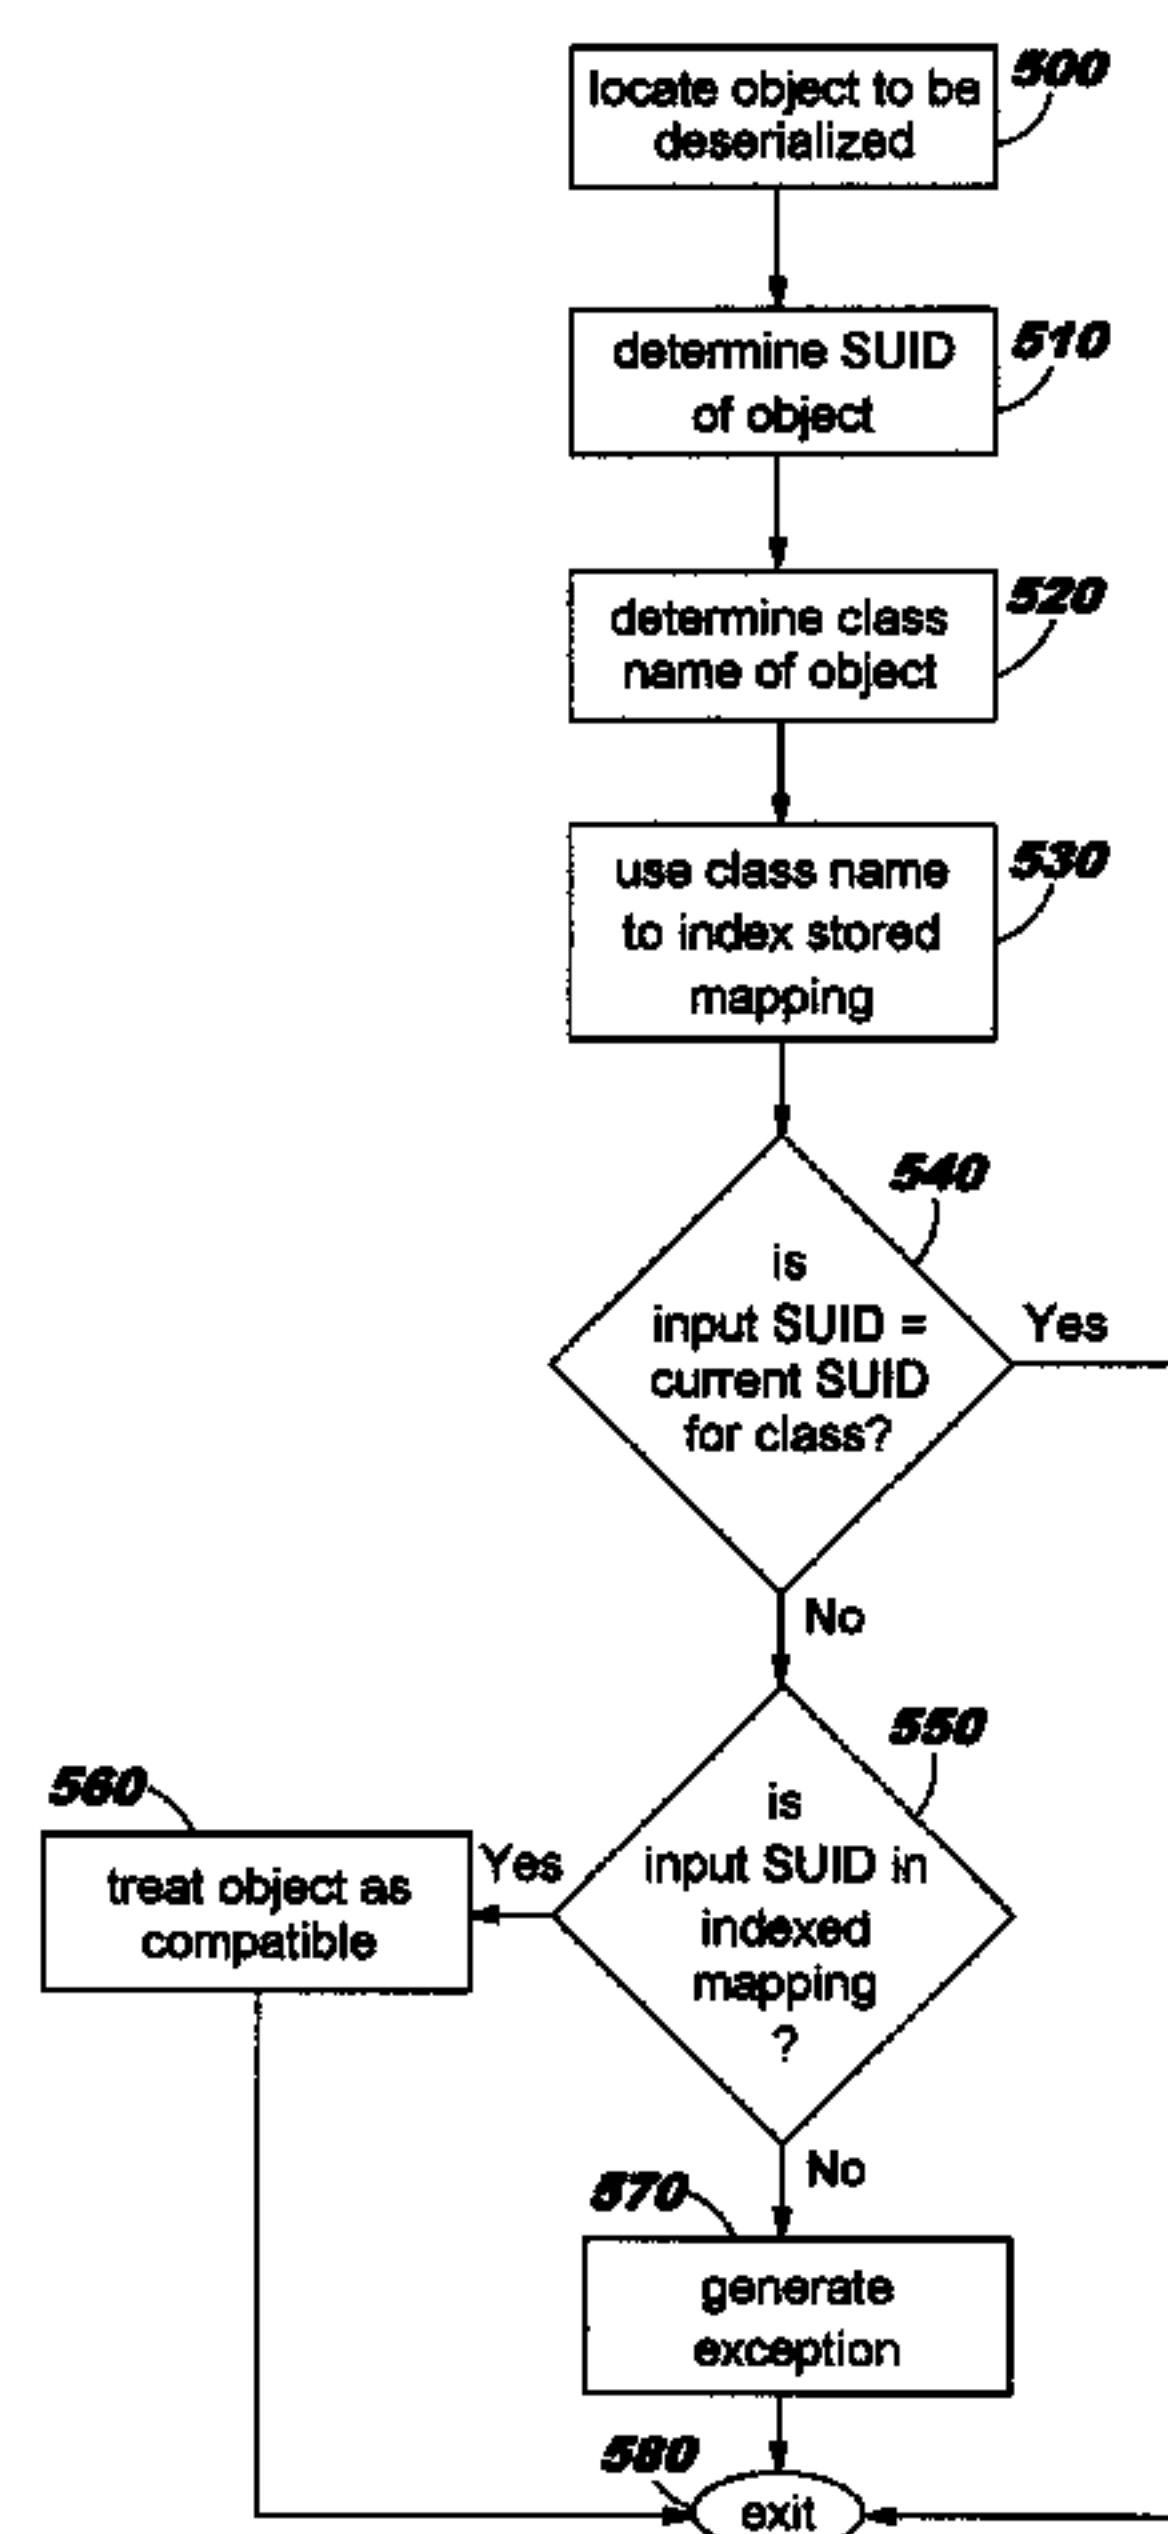 500
locate object to be
deserialized
510
determine SUID
of object
520
determine class
name of object
530
use class name
to index stored
mapping
540
is
input SUID =
current SUID
for class?
Yes
No
550
is
input SUID in
indexed
mapping
?
Yes
560
treat object as
compatible
No
570
generate
exception
580
exit